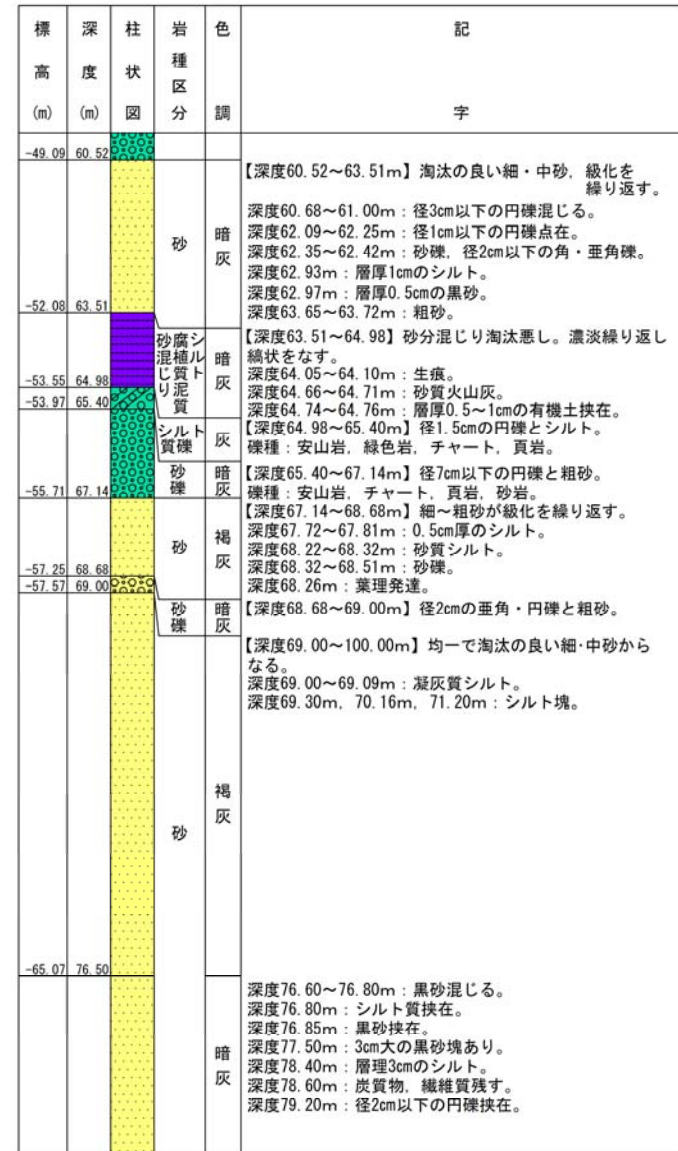 標高(m) 深度(m) 柱状図 岩種区分 色調 記字
-49.09 60.52
砂 暗灰
【深度60.52～63.51m】淘汰の良い細・中砂，級化を
繰り返す。
深度60.68～61.00m：径3cm以下の円礫混じる。
深度62.09～62.25m：径1cm以下の円礫点在。
深度62.35～62.42m：砂礫，径2cm以下の角・亜角礫。
深度62.93m：層厚1cmのシルト。
深度62.97m：層厚0.5cmの黒砂。
深度63.65～63.72m：粗砂。
-52.08 63.51
砂混じり腐植質泥質シルト 暗灰
【深度63.51～64.98】砂分混じり淘汰悪し。濃淡繰り返し
縞状をなす。
深度64.05～64.10m：生痕。
深度64.66～64.71m：砂質火山灰。
深度64.74～64.76m：層厚0.5～1cmの有機土挟在。
-53.55 64.98
シルト質礫 灰
【深度64.98～65.40m】径1.5cmの円礫とシルト。
礫種：安山岩，緑色岩，チャート，頁岩。
-53.97 65.40
砂礫 暗灰
【深度65.40～67.14m】径7cm以下の円礫と粗砂。
礫種：安山岩，チャート，頁岩，砂岩。
-55.71 67.14
砂 褐灰
【深度67.14～68.68m】細～粗砂が級化を繰り返す。
深度67.72～67.81m：0.5cm厚のシルト。
深度68.22～68.32m：砂質シルト。
深度68.32～68.51m：砂礫。
深度68.26m：葉理発達。
-57.25 68.68
砂礫 暗灰
【深度68.68～69.00m】径2cmの亜角・円礫と粗砂。
-57.57 69.00
砂 褐灰
【深度69.00～100.00m】均一で淘汰の良い細・中砂から
なる。
深度69.00～69.09m：凝灰質シルト。
深度69.30m，70.16m，71.20m：シルト塊。
-65.07 76.50
暗灰
深度76.60～76.80m：黒砂混じる。
深度76.80m：シルト質挟在。
深度76.85m：黒砂挟在。
深度77.50m：3cm大の黒砂塊あり。
深度78.40m：層理3cmのシルト。
深度78.60m：炭質物，繊維質残す。
深度79.20m：径2cm以下の円礫挟在。